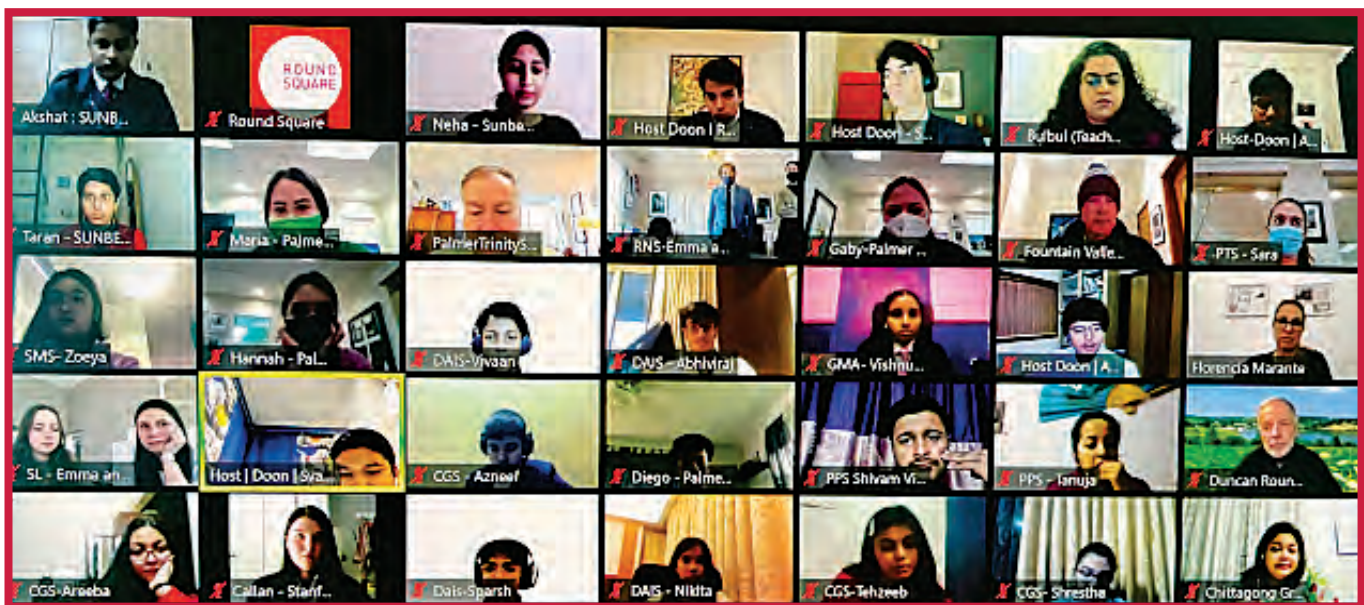 ROUND
SQUARE
Akshat : SUNB...
Round Square
Neha - Sunbe...
Host Doon | R...
Host Doon - S...
Bulbul (Teach...
Host-Doon | A...
Taran - SUNBE...
Maria - Palme...
PalmerTrinityS...
RNS-Emma a...
Gaby-Palmer ...
Fountain Valle...
PTS - Sara
SMS- Zoeya
Hannah - Pal...
DAIS-Vivaan
DAIS - Abhiviraj
GMA- Vishnu...
Host Doon | A...
Florencia Marante
SL - Emma an...
Host | Doon | Sva...
CGS - Azneef
Diego - Palme...
PPS Shivam Vi...
PPS - Tanuja
Duncan Roun...
CGS-Areeba
Callan - Stanf...
Dais-Sparsh
DAIS - Nikita
CGS-Tehzeeb
CGS- Shrestha
Chittagong Gr...